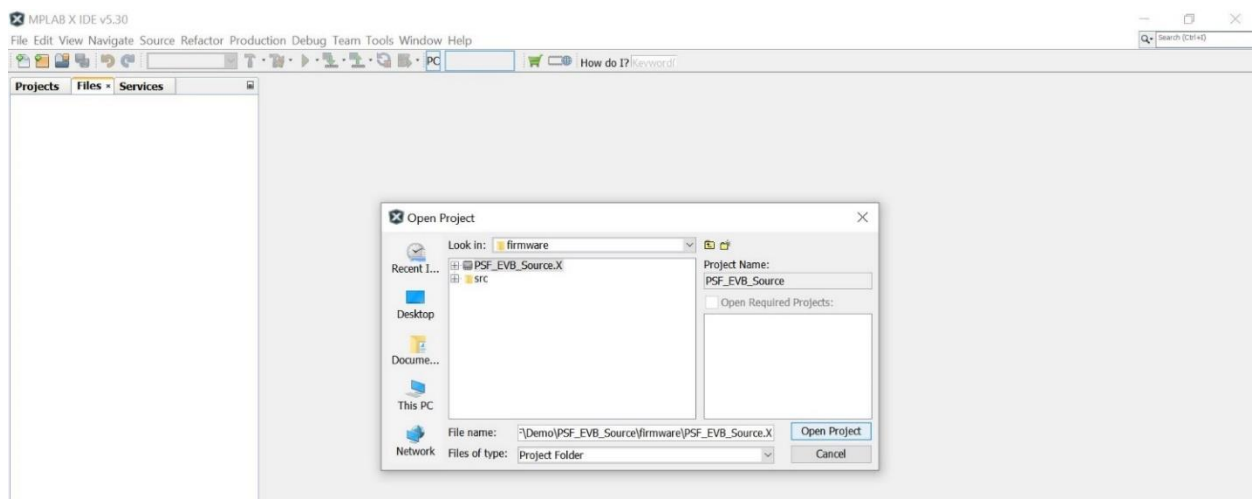 MPLAB X IDE v5.30
File Edit View Navigate Source Refactor Production Debug Team Tools Window Help
Search (Ctrl+I)
PC
How do I?
Projects Files × Services
Open Project
Look in: firmware
PSF_EVB_Source.X
src
Recent I...
Desktop
Docume...
This PC
Network
Project Name:
PSF_EVB_Source
Open Required Projects:
File name: \Demo\PSF_EVB_Source\firmware\PSF_EVB_Source.X
Open Project
Files of type: Project Folder
Cancel